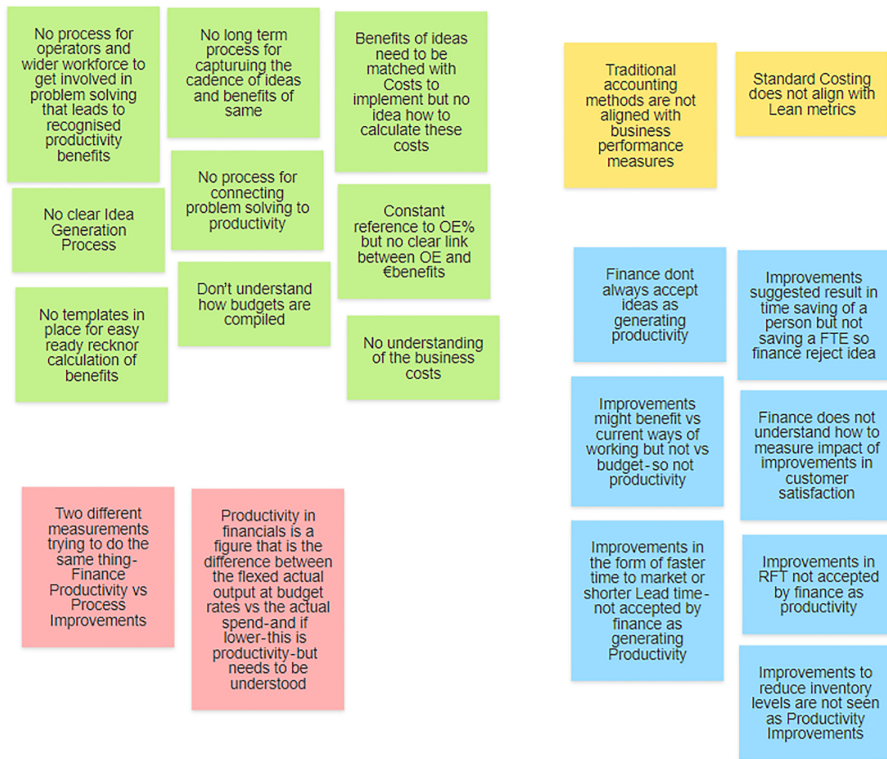 No process for
operators and
wider workforce to
get involved in
problem solving
that leads to
recognised
productivity
benefits
No long term
process for
capturuing the
cadence of ideas
and benefits of
same
Benefits of ideas
need to be
matched with
Costs to
implement but no
idea how to
calculate these
costs
No clear Idea
Generation
Process
No process for
connecting
problem solving to
productivity
Constant
reference to OE%
but no clear link
between OE and
€benefits
No templates in
place for easy
ready recknor
calculation of
benefits
Don't understand
how budgets are
compiled
No understanding
of the business
costs
Traditional
accounting
methods are not
aligned with
business
performance
measures
Standard Costing
does not align with
Lean metrics
Finance dont
always accept
ideas as
generating
productivity
Improvements
suggested result in
time saving of a
person but not
saving a FTE so
finance reject idea
Improvements
might benefit vs
current ways of
working but not vs
budget-so not
productivity
Finance does not
understand how to
measure impact of
improvements in
customer
satisfaction
Improvements in
the form of faster
time to market or
shorter Lead time-
not accepted by
finance as
generating
Productivity
Improvements in
RFT not accepted
by finance as
productivity
Improvements to
reduce inventory
levels are not seen
as Productivity
Improvements
Two different
measurements
trying to do the
same thing-
Finance
Productivity vs
Process
Improvements
Productivity in
financials is a
figure that is the
difference between
the flexed actual
output at budget
rates vs the actual
spend-and if
lower-this is
productivity-but
needs to be
understood